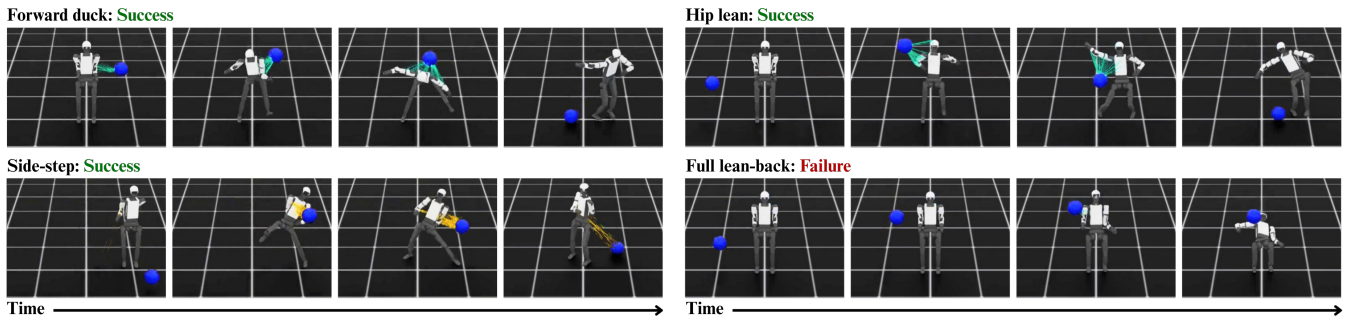 Forward duck: Success
Hip lean: Success
Side-step: Success
Full lean-back: Failure
Time
Time